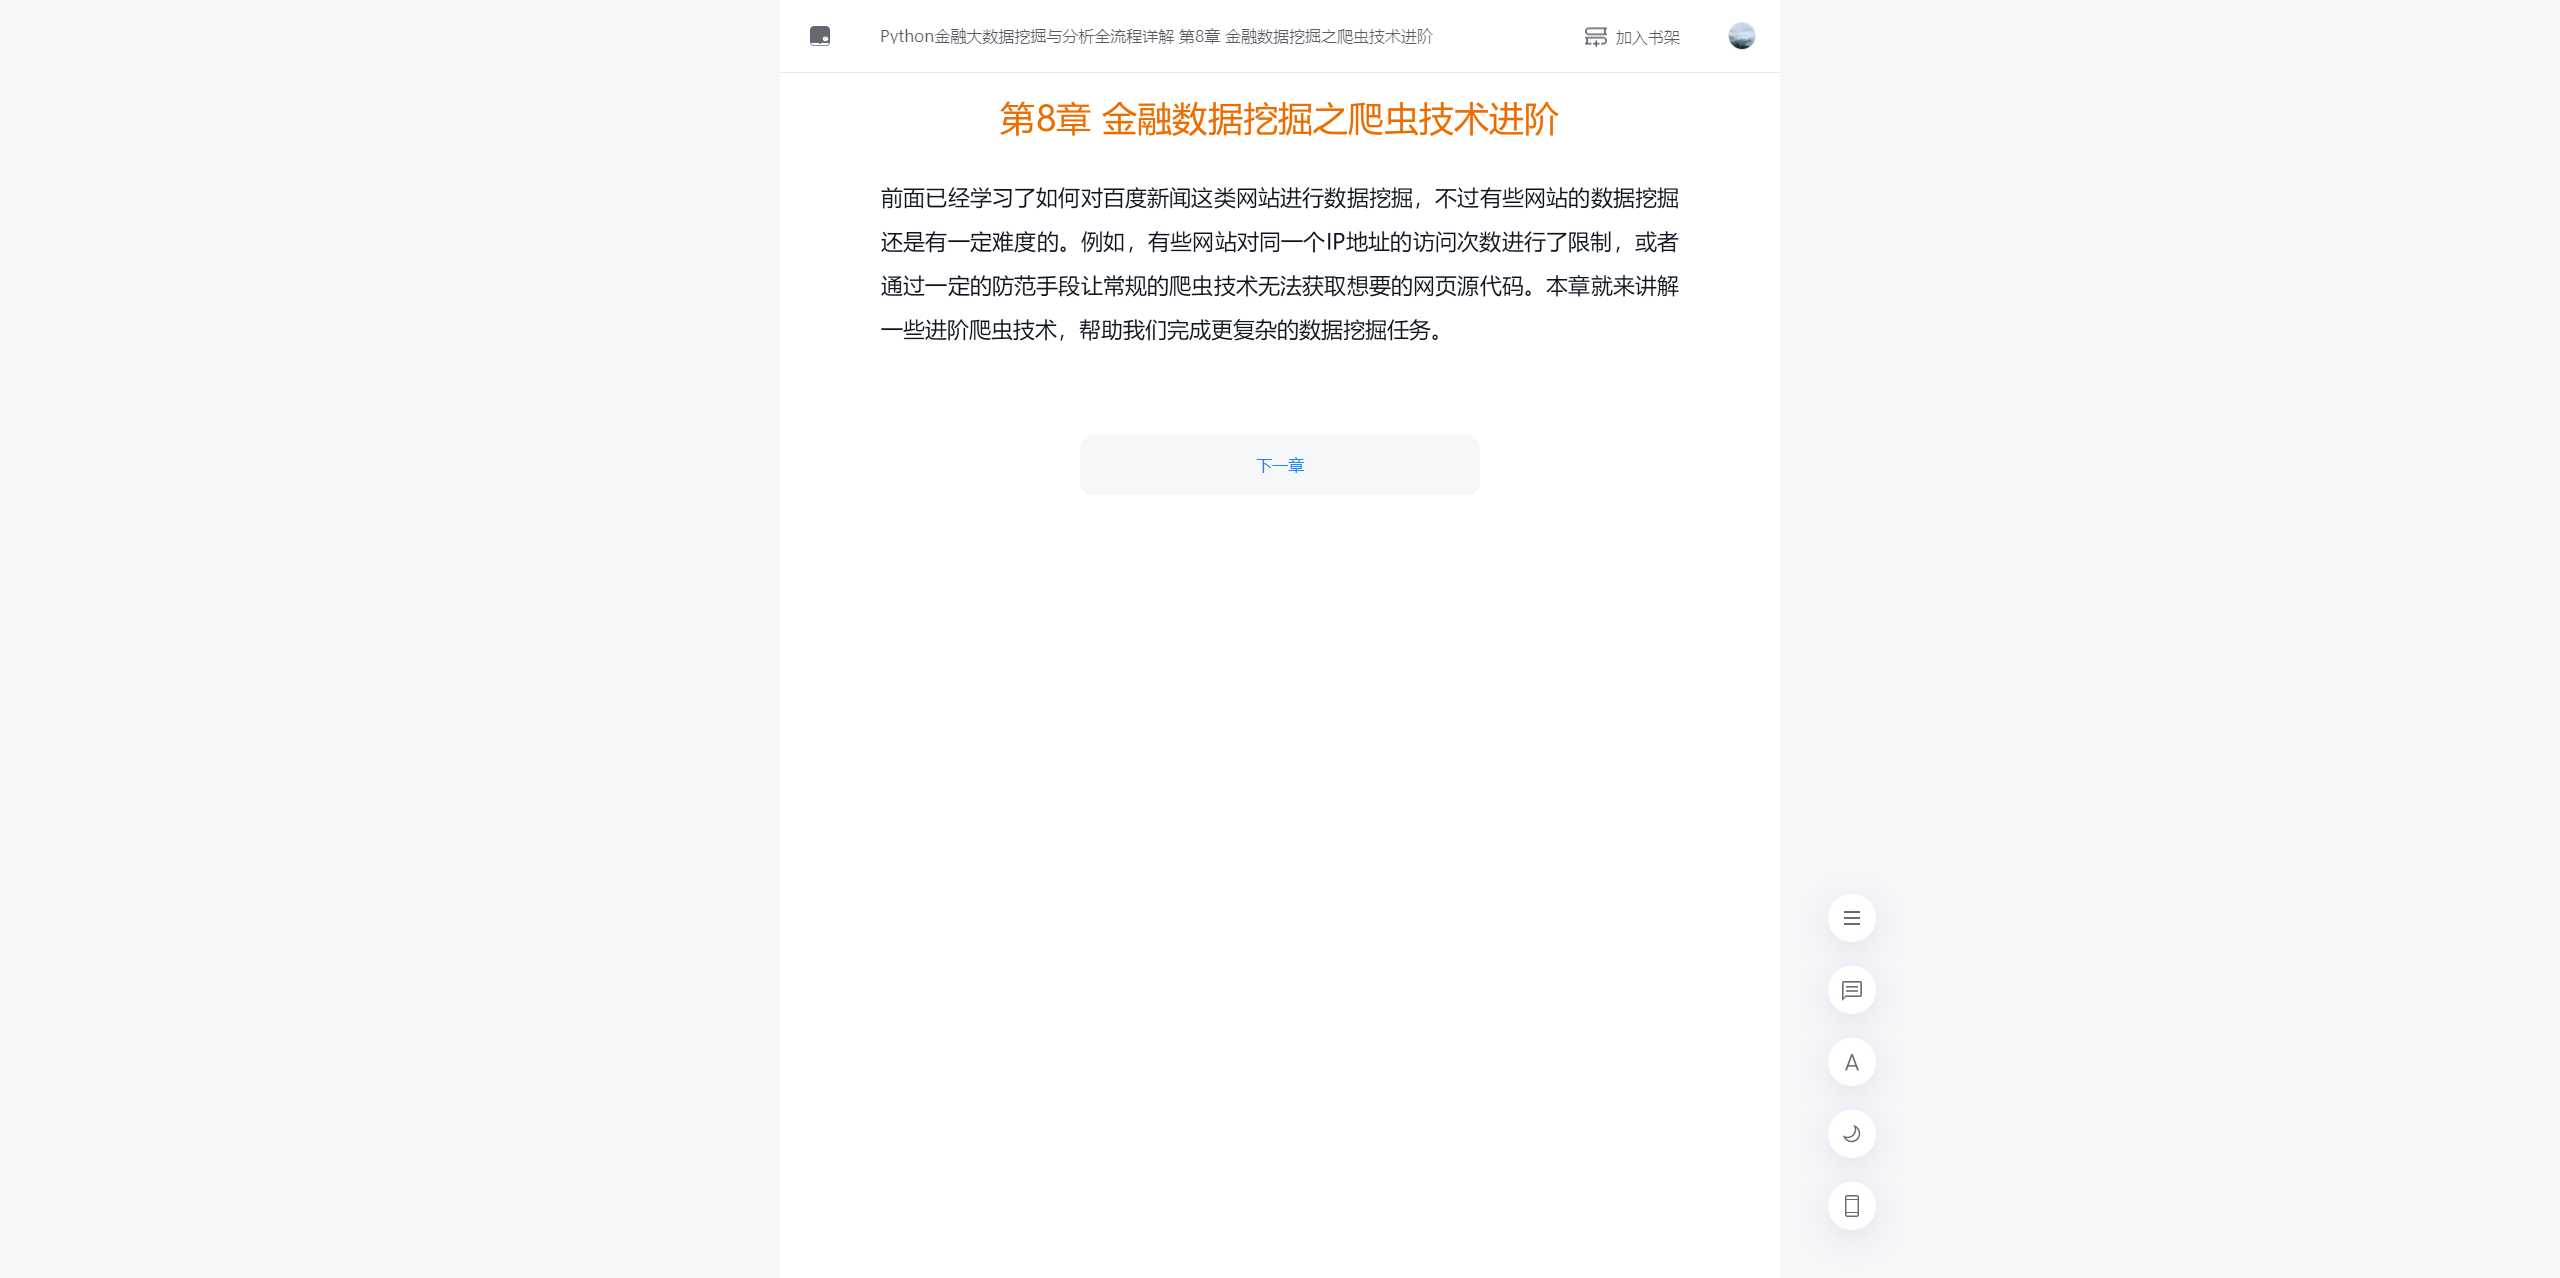 Python金融大数据挖掘与分析全流程详解 第8章 金融数据挖掘之爬虫技术进阶
加入书架
第8章 金融数据挖掘之爬虫技术进阶
前面已经学习了如何对百度新闻这类网站进行数据挖掘，不过有些网站的数据挖掘
还是有一定难度的。例如，有些网站对同一个IP地址的访问次数进行了限制，或者
通过一定的防范手段让常规的爬虫技术无法获取想要的网页源代码。本章就来讲解
一些进阶爬虫技术，帮助我们完成更复杂的数据挖掘任务。
下一章
A